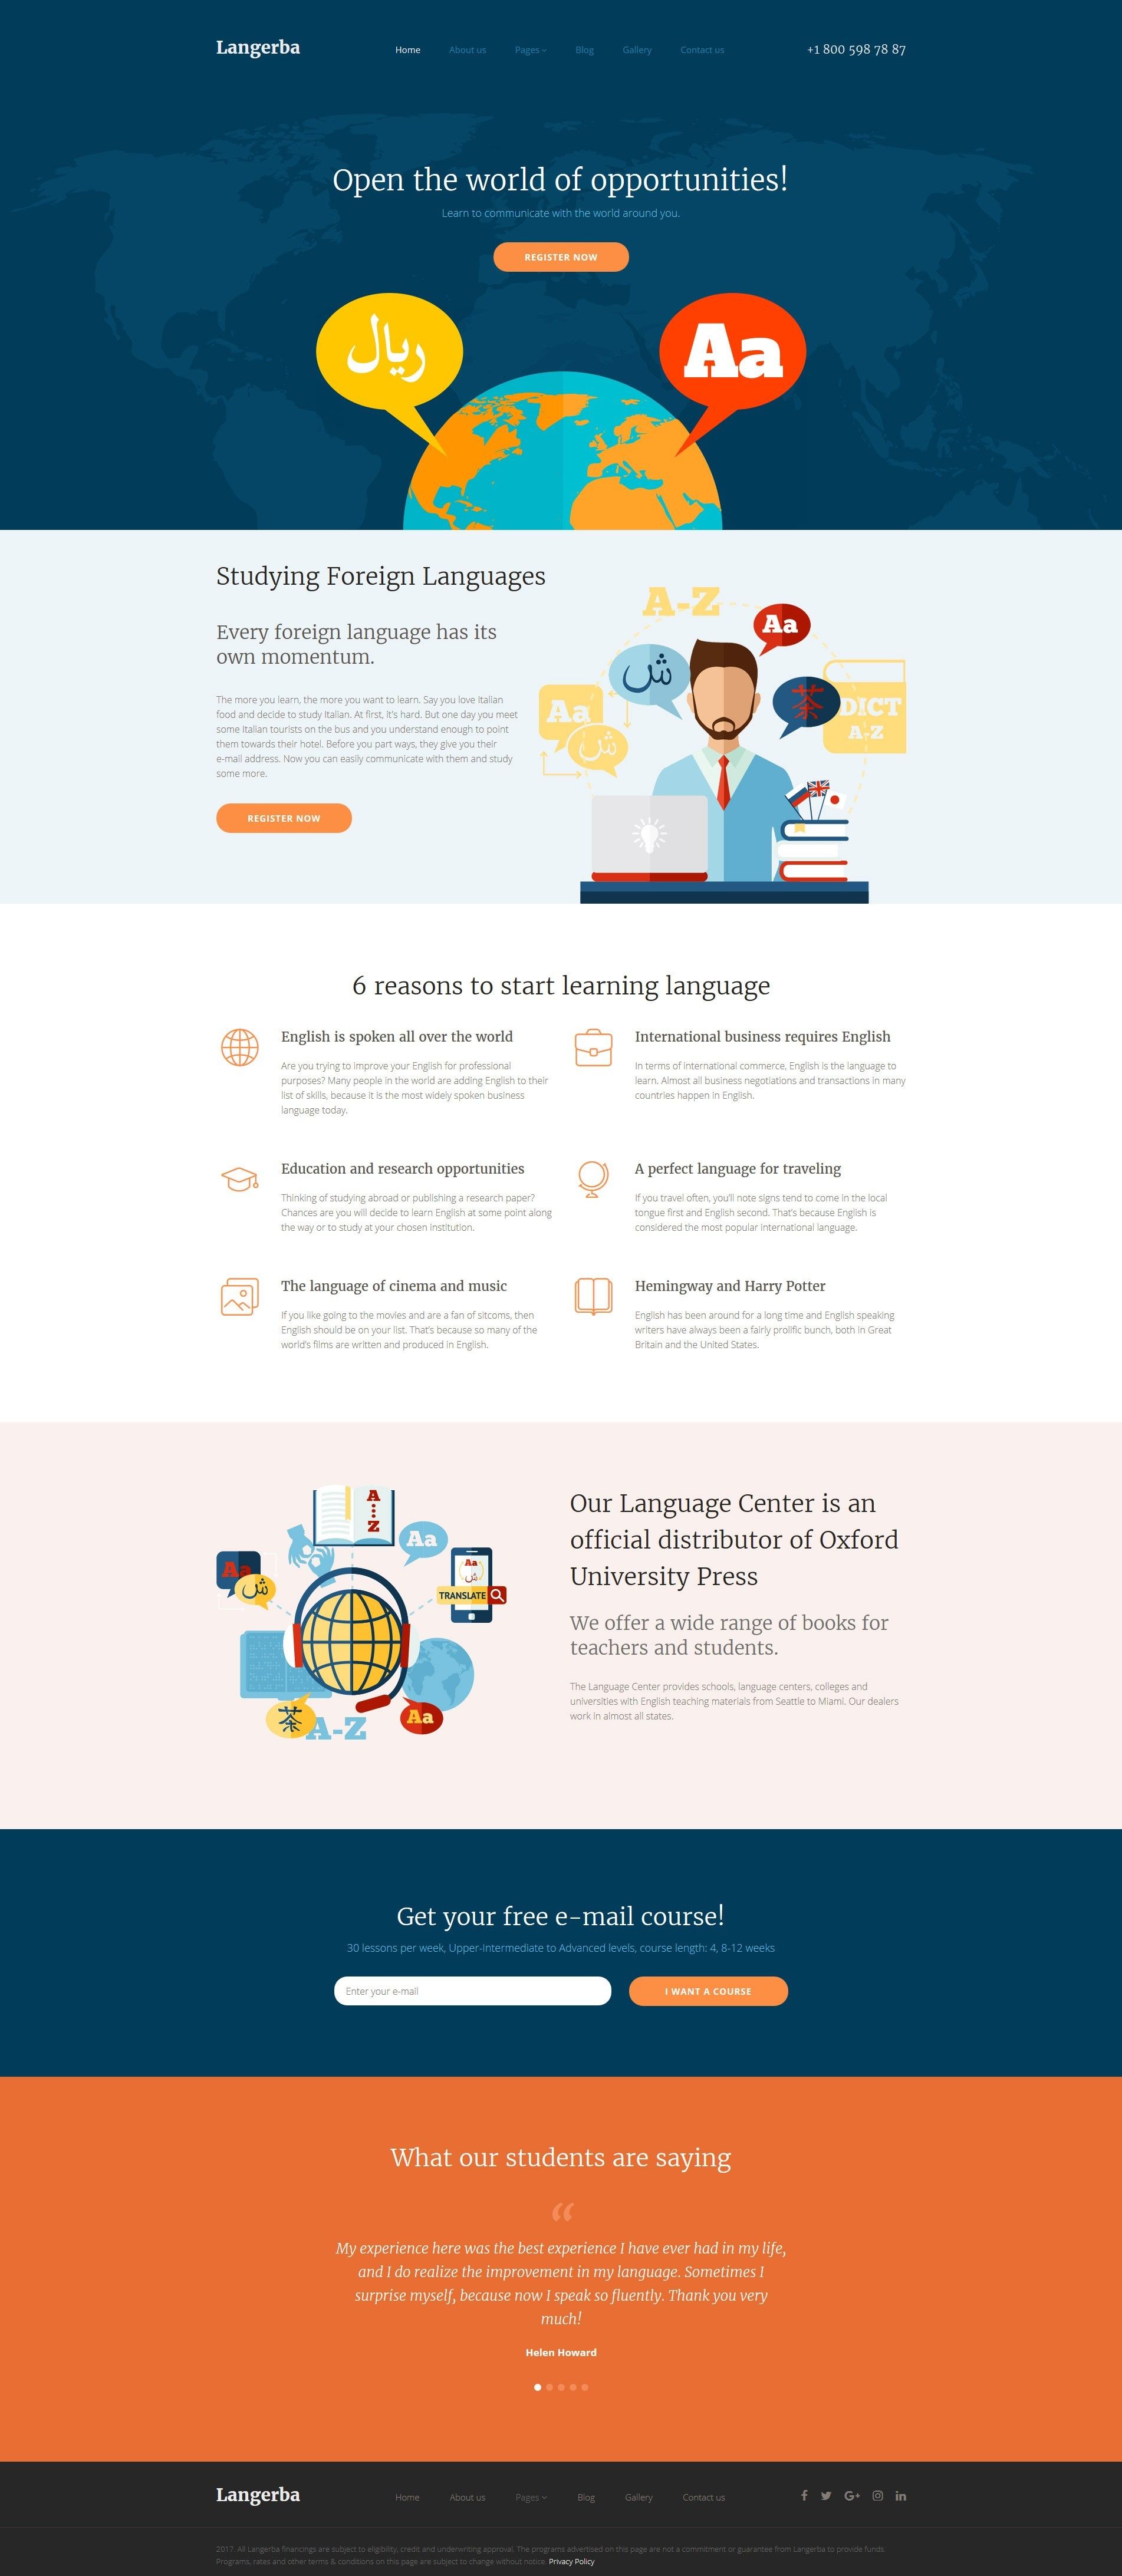 Langerba
Home About us Pages Blog Gallery Contact us
+1 800 598 78 87
Open the world of opportunities!
Learn to communicate with the world around you.
REGISTER NOW
ریال
Aa
Studying Foreign Languages
Every foreign language has its
own momentum.
The more you learn, the more you want to learn. Say you love Italian
food and decide to study Italian. At first, it's hard. But one day you meet
some Italian tourists on the bus and you understand enough to point
them towards their hotel. Before you part ways, they give you their
e-mail address. Now you can easily communicate with them and study
some more.
REGISTER NOW
A-Z
Aa
ش
Aa
ش
茶
DICT
A-Z
6 reasons to start learning language
English is spoken all over the world
Are you trying to improve your English for professional
purposes? Many people in the world are adding English to their
list of skills, because it is the most widely spoken business
language today.
International business requires English
In terms of international commerce, English is the language to
learn. Almost all business negotiations and transactions in many
countries happen in English.
Education and research opportunities
Thinking of studying abroad or publishing a research paper?
Chances are you will decide to learn English at some point along
the way or to study at your chosen institution.
A perfect language for traveling
If you travel often, you'll note signs tend to come in the local
tongue first and English second. That's because English is
considered the most popular international language.
The language of cinema and music
If you like going to the movies and are a fan of sitcoms, then
English should be on your list. That's because so many of the
world's films are written and produced in English.
Hemingway and Harry Potter
English has been around for a long time and English speaking
writers have always been a fairly prolific bunch, both in Great
Britain and the United States.
A
Z
Aa
Aa
ش
Aa
ش
TRANSLATE
茶
A-Z
Aa
Our Language Center is an
official distributor of Oxford
University Press
We offer a wide range of books for
teachers and students.
The Language Center provides schools, language centers, colleges and
universities with English teaching materials from Seattle to Miami. Our dealers
work in almost all states.
Get your free e-mail course!
30 lessons per week, Upper-Intermediate to Advanced levels, course length: 4, 8-12 weeks
Enter your e-mail
I WANT A COURSE
What our students are saying
“
My experience here was the best experience I have ever had in my life,
and I do realize the improvement in my language. Sometimes I
surprise myself, because now I speak so fluently. Thank you very
much!
Helen Howard
Langerba
Home About us Pages Blog Gallery Contact us
2017. All Langerba financings are subject to eligibility, credit and underwriting approval. The programs advertised on this page are not a commitment or guarantee from Langerba to provide funds.
Programs, rates and other terms & conditions on this page are subject to change without notice. Privacy Policy